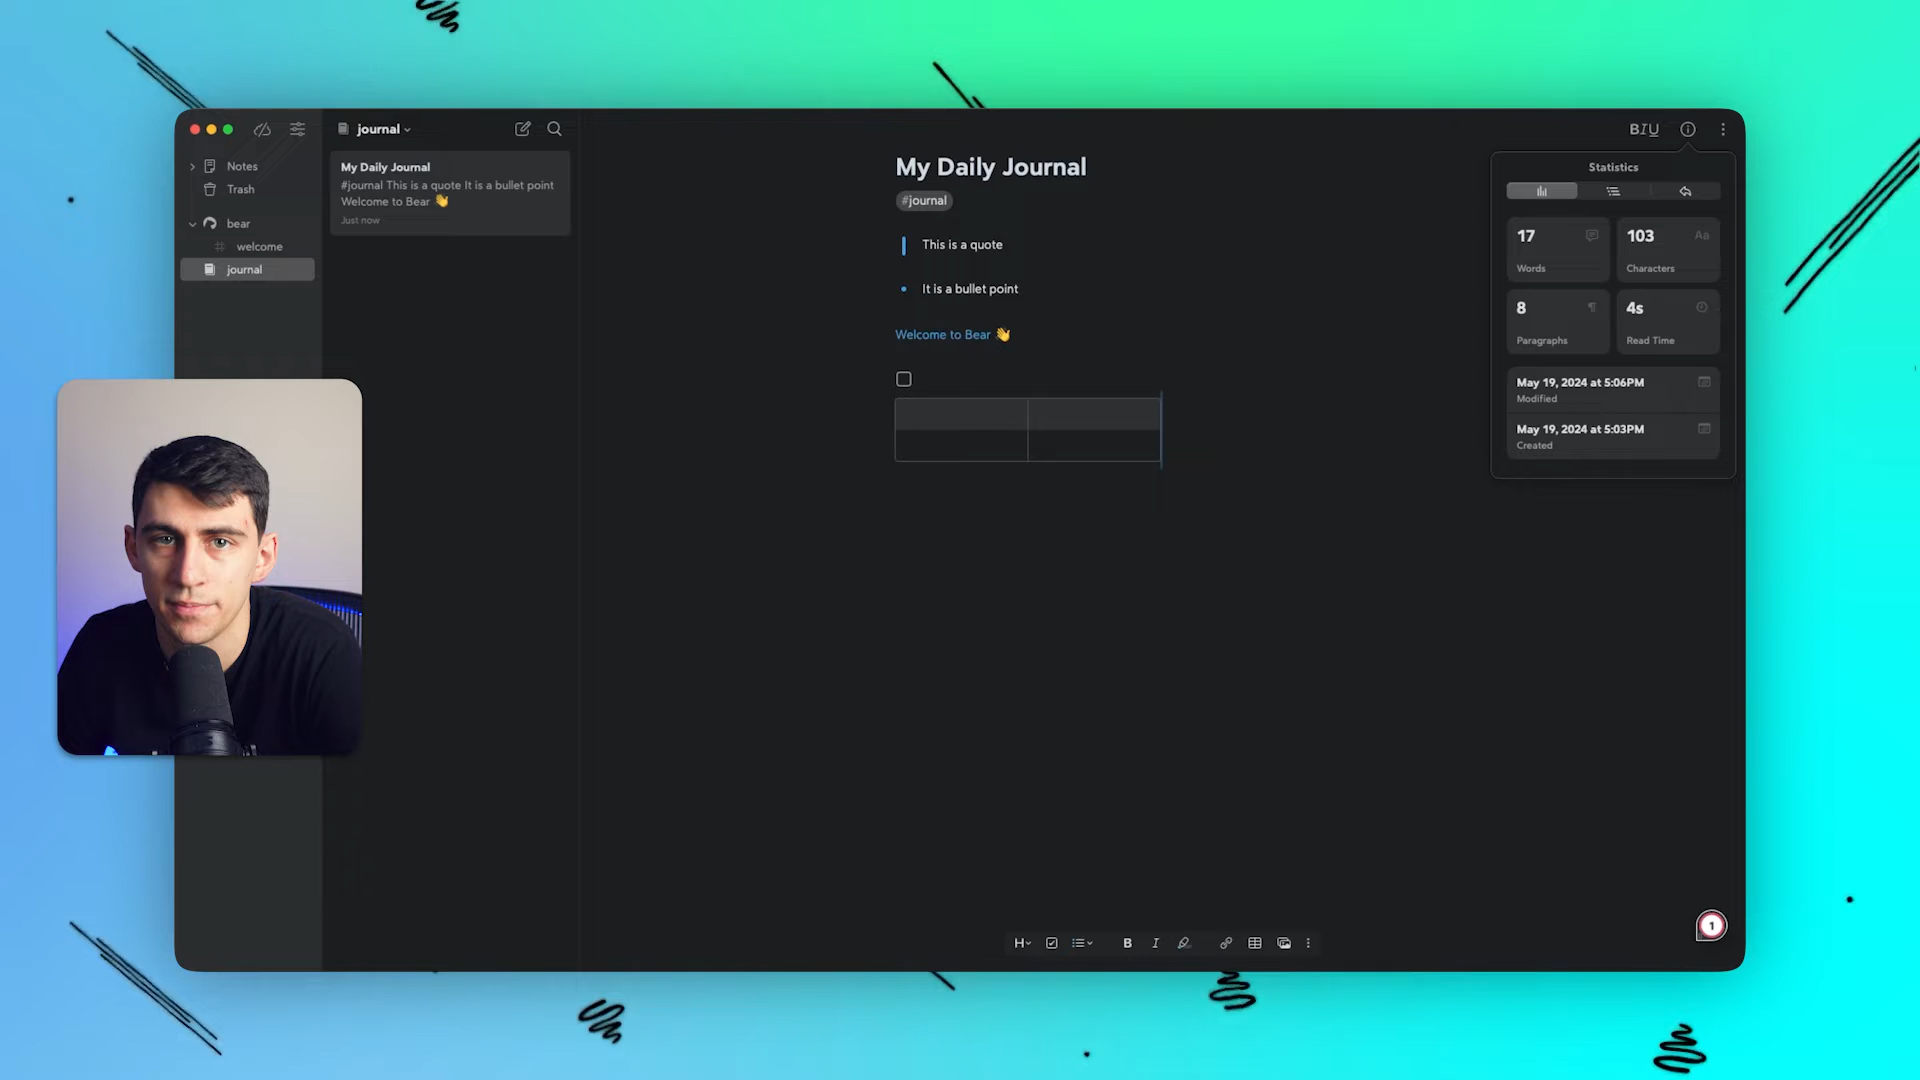 journal
BIU
Notes
Trash
bear
welcome
journal
My Daily Journal
#journal This is a quote It is a bullet point
Welcome to Bear 👋
Just now
My Daily Journal
#journal
This is a quote
• It is a bullet point
Welcome to Bear 👋
Statistics
17
Words
103
Aa
Characters
8
¶
Paragraphs
4s
Read Time
May 19, 2024 at 5:06PM
Modified
May 19, 2024 at 5:03PM
Created
1
H
B
I